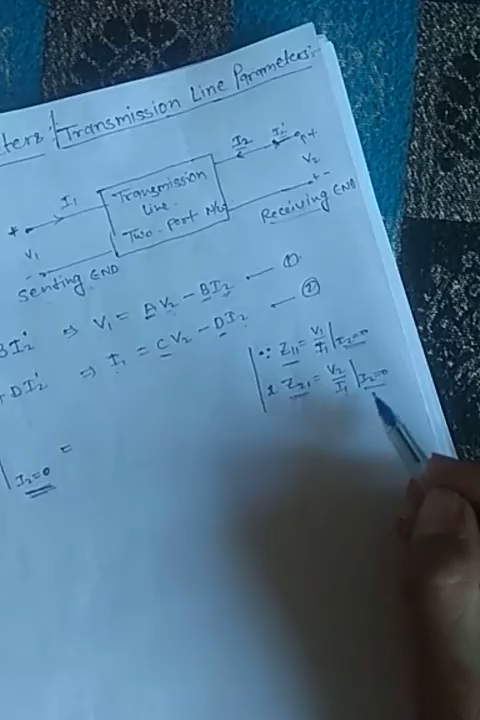 ters: Transmission Line Parameters:
I₂ I₂'
I₁
Transmission
Line
Two-Port N/W
+ +
V₂
V₁
- -
Sending END
Receiving END
BI₂' ⇒ V₁ = AV₂ - BI₂ ← ①
+ DI₂' ⇒ I₁ = CV₂ - DI₂ ← ②
∵ Z₁₁ = V₁/I₁ | I₂=0
& Z₂₁ = V₂/I₁ | I₂=0
| I₂=0 =